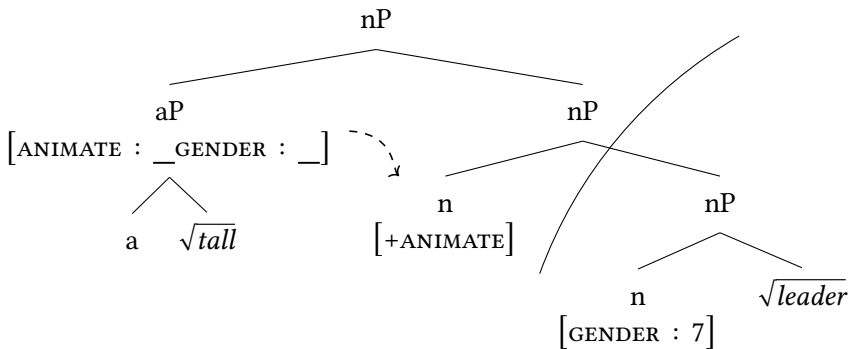 nP
aP nP
[ANIMATE : _GENDER : _]
n nP
a √tall [+ANIMATE]
n √leader
[GENDER : 7]